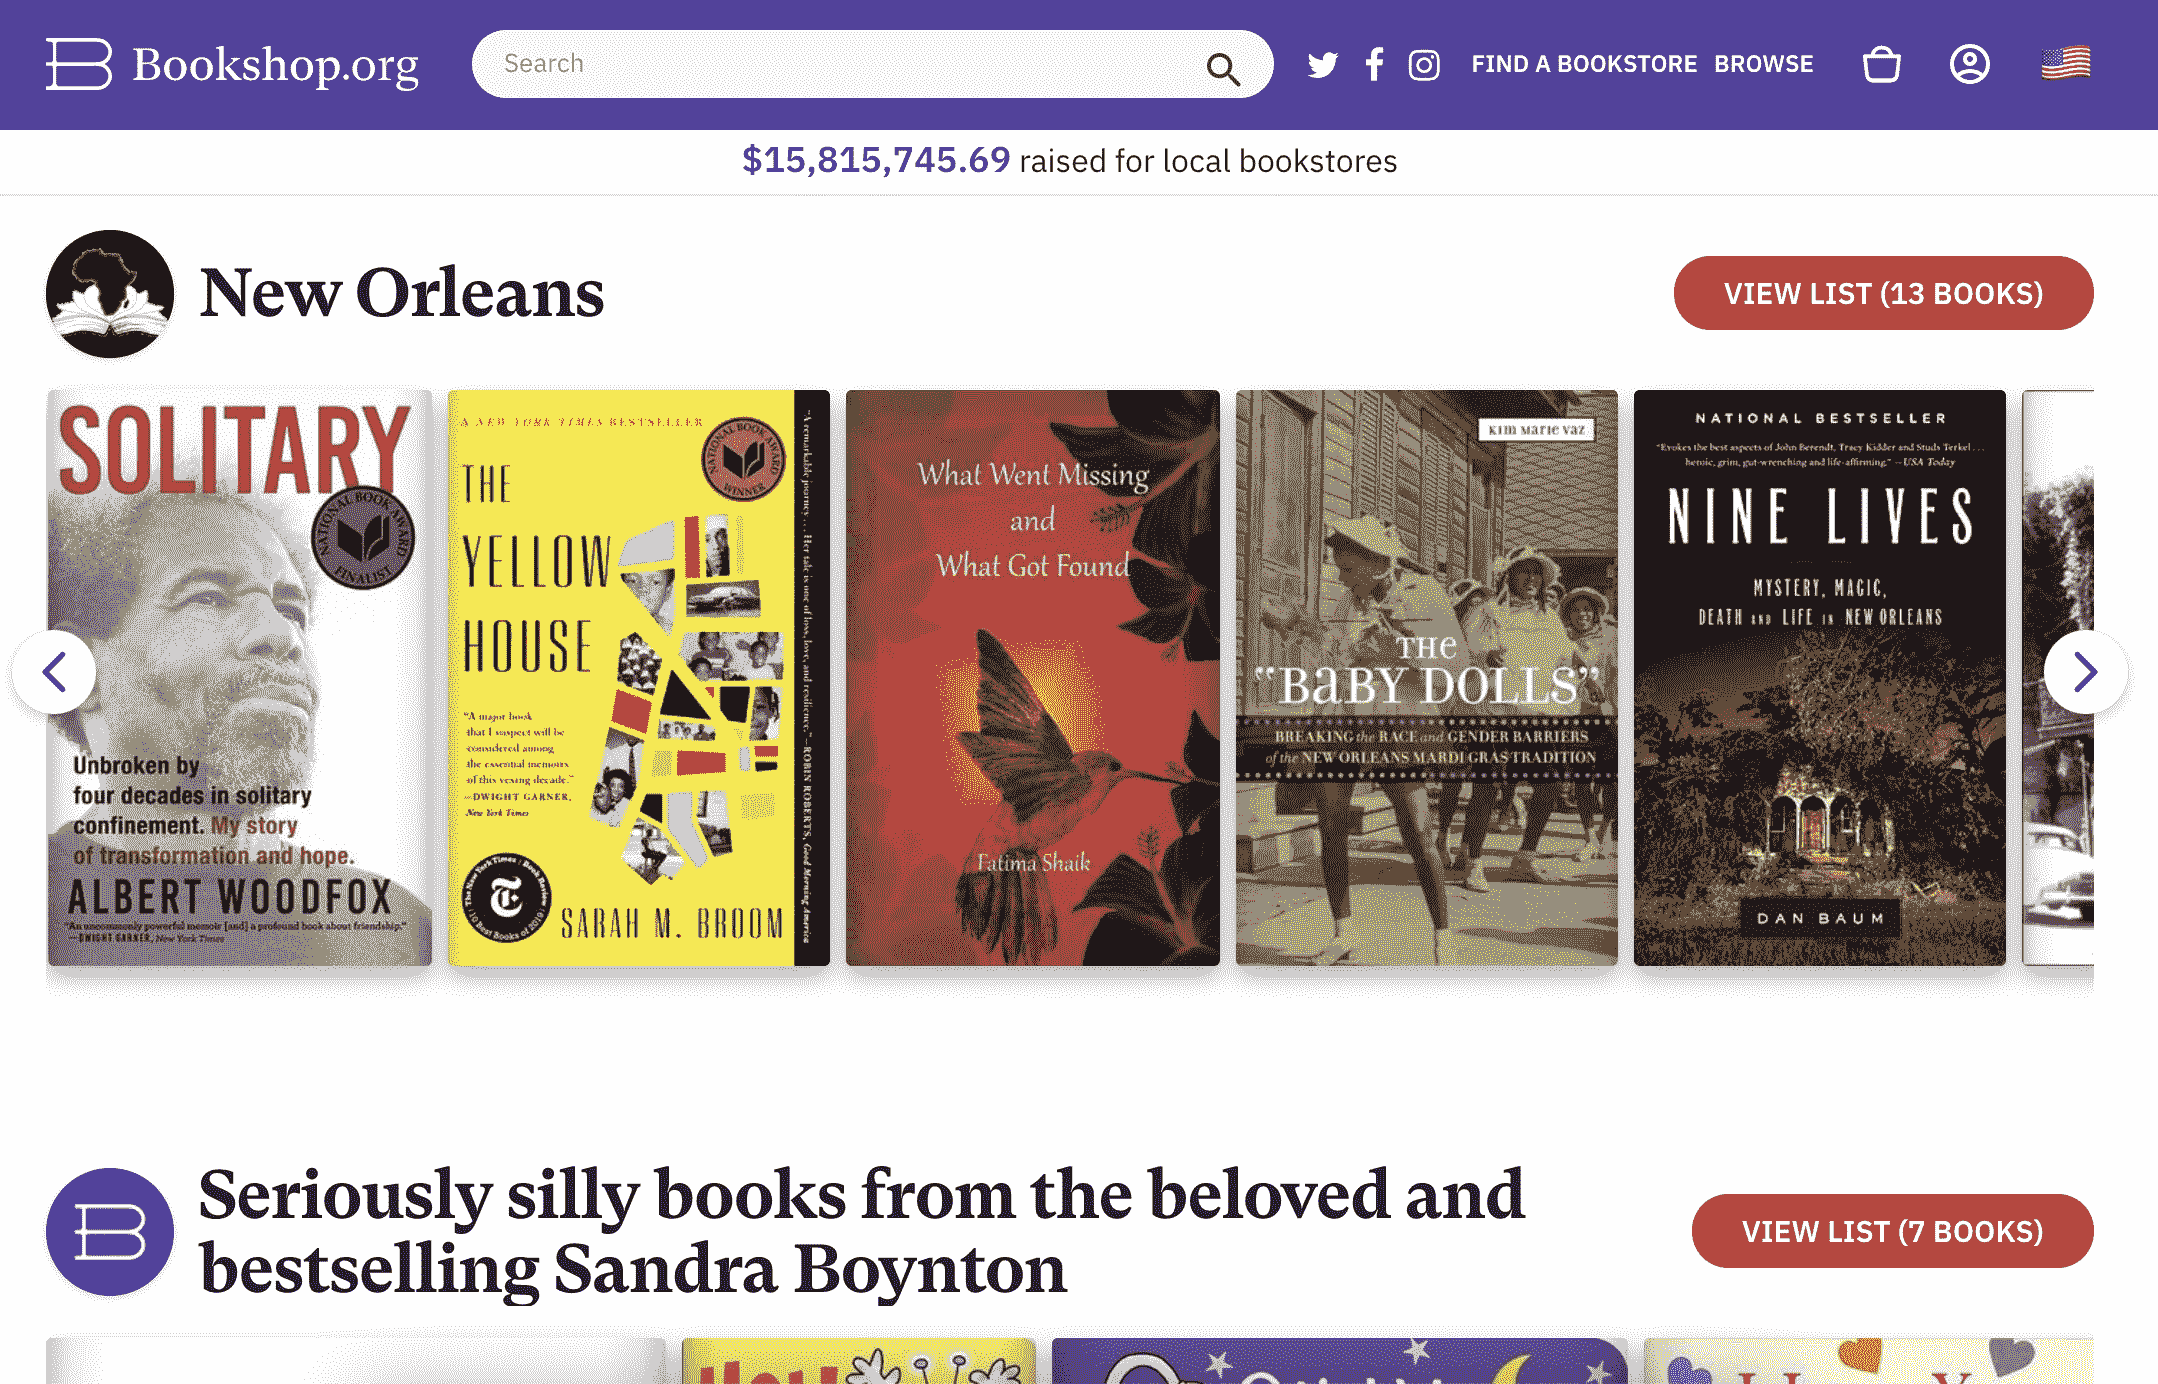 Bookshop.org
Search
FIND A BOOKSTORE BROWSE
$15,815,745.69 raised for local bookstores
New Orleans
VIEW LIST (13 BOOKS)
SOLITARY
NATIONAL BOOK AWARD
FINALIST
Unbroken by
four decades in solitary
confinement. My story
of transformation and hope.
ALBERT WOODFOX
"An uncommonly powerful memoir [and] a profound book about friendship."
—DWIGHT GARNER, New York Times
A NEW YORK TIMES BESTSELLER
NATIONAL BOOK AWARD
WINNER
THE
YELLOW
HOUSE
"A major book
that I suspect will be
considered among
the essential memoirs
of this vexing decade."
—DWIGHT GARNER,
New York Times
The New York Times Book Review
10 Best Books of 2019
SARAH M. BROOM
"A remarkable journey . . . Her tale is one of loss, love, and resilience."—ROBIN ROBERTS, Good Morning America
What Went Missing
and
What Got Found
Fatima Shaik
KIM MARIE VAZ
THE
"BABY DOLLS"
BREAKING the RACE and GENDER BARRIERS
of the NEW ORLEANS MARDI GRAS TRADITION
NATIONAL BESTSELLER
"Evokes the best aspects of John Berendt, Tracy Kidder and Studs Terkel . . .
heroic, grim, gut-wrenching and life-affirming." —USA Today
NINE LIVES
MYSTERY, MAGIC,
DEATH AND LIFE IN NEW ORLEANS
DAN BAUM
Seriously silly books from the beloved and
bestselling Sandra Boynton
VIEW LIST (7 BOOKS)